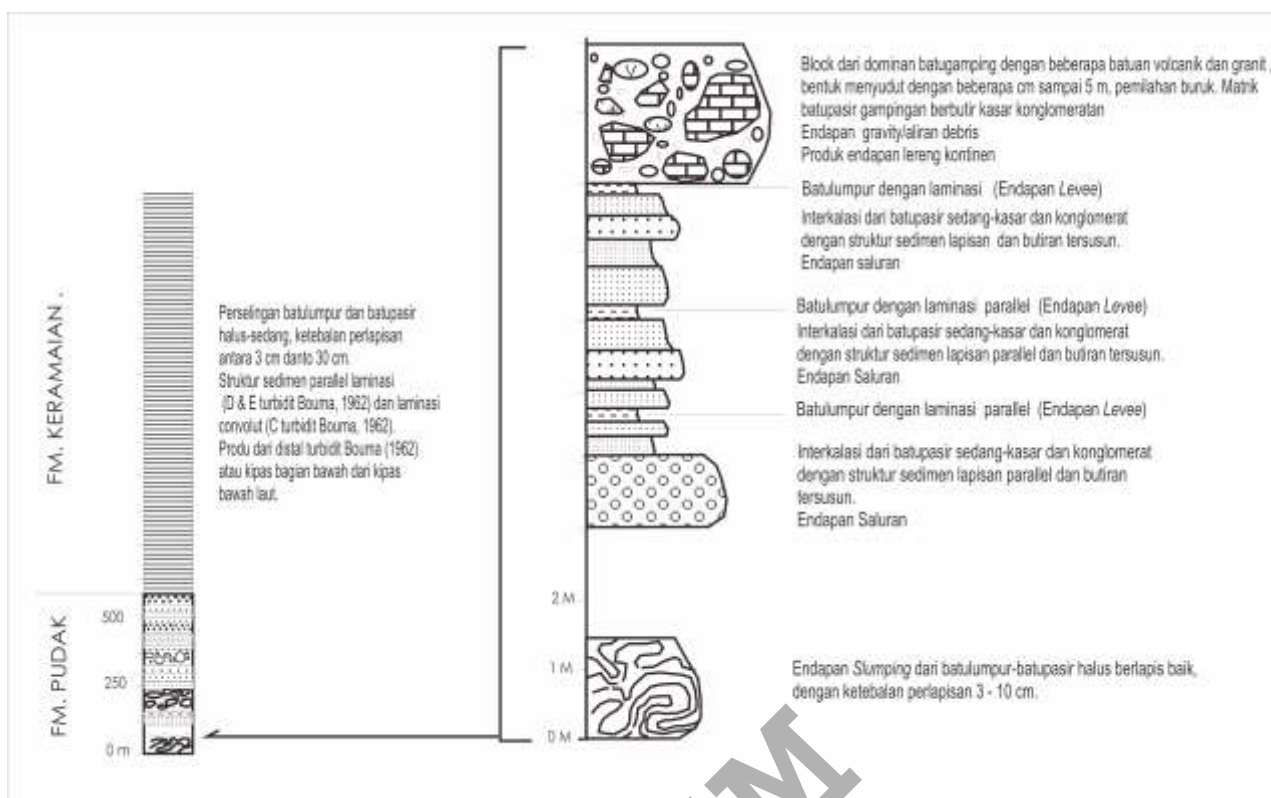 FM. KERAMAIAN .
FM. PUDAK
500
250
0 m
Perselingan batulumpur dan batupasir
halus-sedang, ketebalan perlapisan
antara 3 cm danto 30 cm.
Struktur sedimen parallel laminasi
(D & E turbidit Bouma, 1962) dan laminasi
convolut (C turbidit Bouma, 1962).
Produ dari distal turbidit Bouma (1962)
atau kipas bagian bawah dari kipas
bawah laut.
2 M
1 M
0 M
V
Block dari dominan batugamping dengan beberapa batuan volcanik dan granit ,
bentuk menyudut dengan beberapa cm sampai 5 m, pemilahan buruk. Matrik
batupasir gampingan berbutir kasar konglomeratan
Endapan gravity/aliran debris
Produk endapan lereng kontinen
Batulumpur dengan laminasi (Endapan Levee)
Interkalasi dari batupasir sedang-kasar dan konglomerat
dengan struktur sedimen lapisan dan butiran tersusun.
Endapan saluran
Batulumpur dengan laminasi parallel (Endapan Levee)
Interkalasi dari batupasir sedang-kasar dan konglomerat
dengan struktur sedimen lapisan parallel dan butiran tersusun.
Endapan Saluran
Batulumpur dengan laminasi parallel (Endapan Levee)
Interkalasi dari batupasir sedang-kasar dan konglomerat
dengan struktur sedimen lapisan parallel dan butiran
tersusun.
Endapan Saluran
Endapan Slumping dari batulumpur-batupasir halus berlapis baik,
dengan ketebalan perlapisan 3 - 10 cm.
M